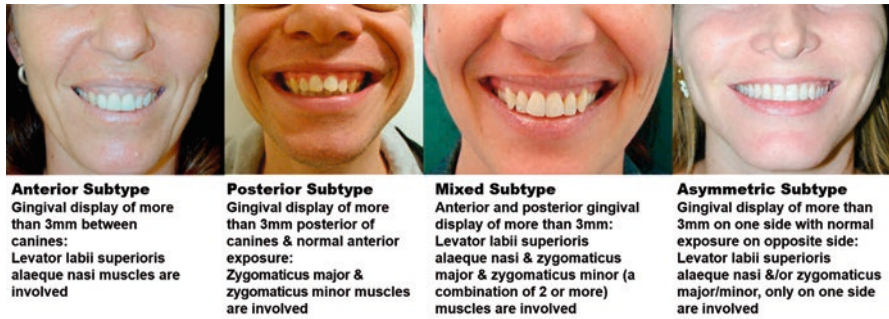 Anterior Subtype
Gingival display of more
than 3mm between
canines:
Levator labii superioris
alaeque nasi muscles are
involved
Posterior Subtype
Gingival display of more
than 3mm posterior of
canines & normal anterior
exposure:
Zygomaticus major &
zygomaticus minor muscles
are involved
Mixed Subtype
Anterior and posterior gingival
display of more than 3mm:
Levator labii superioris
alaeque nasi & zygomaticus
major & zygomaticus minor (a
combination of 2 or more)
muscles are involved
Asymmetric Subtype
Gingival display of more than
3mm on one side with normal
exposure on opposite side:
Levator labii superioris
alaeque nasi &/or zygomaticus
major/minor, only on one side
are involved